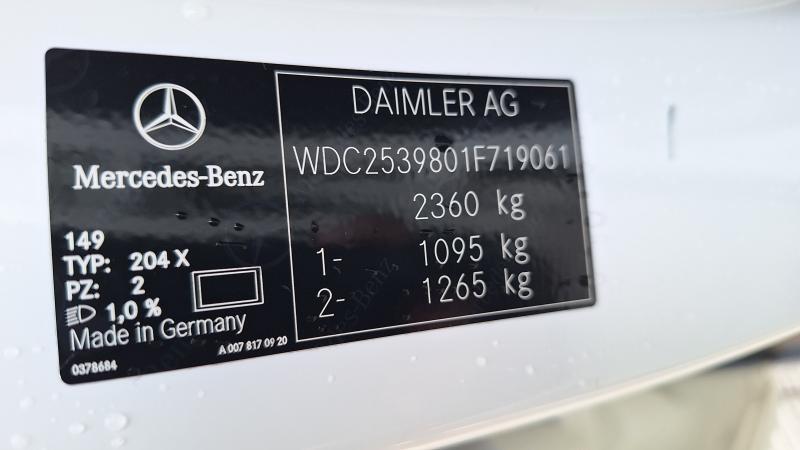 Mercedes-Benz
149
TYP: 204 X
PZ: 2
1,0 %
Made in Germany
0378684
A 007 817 09 20
DAIMLER AG
WDC2539801F719061
2360 kg
1- 1095 kg
2- 1265 kg